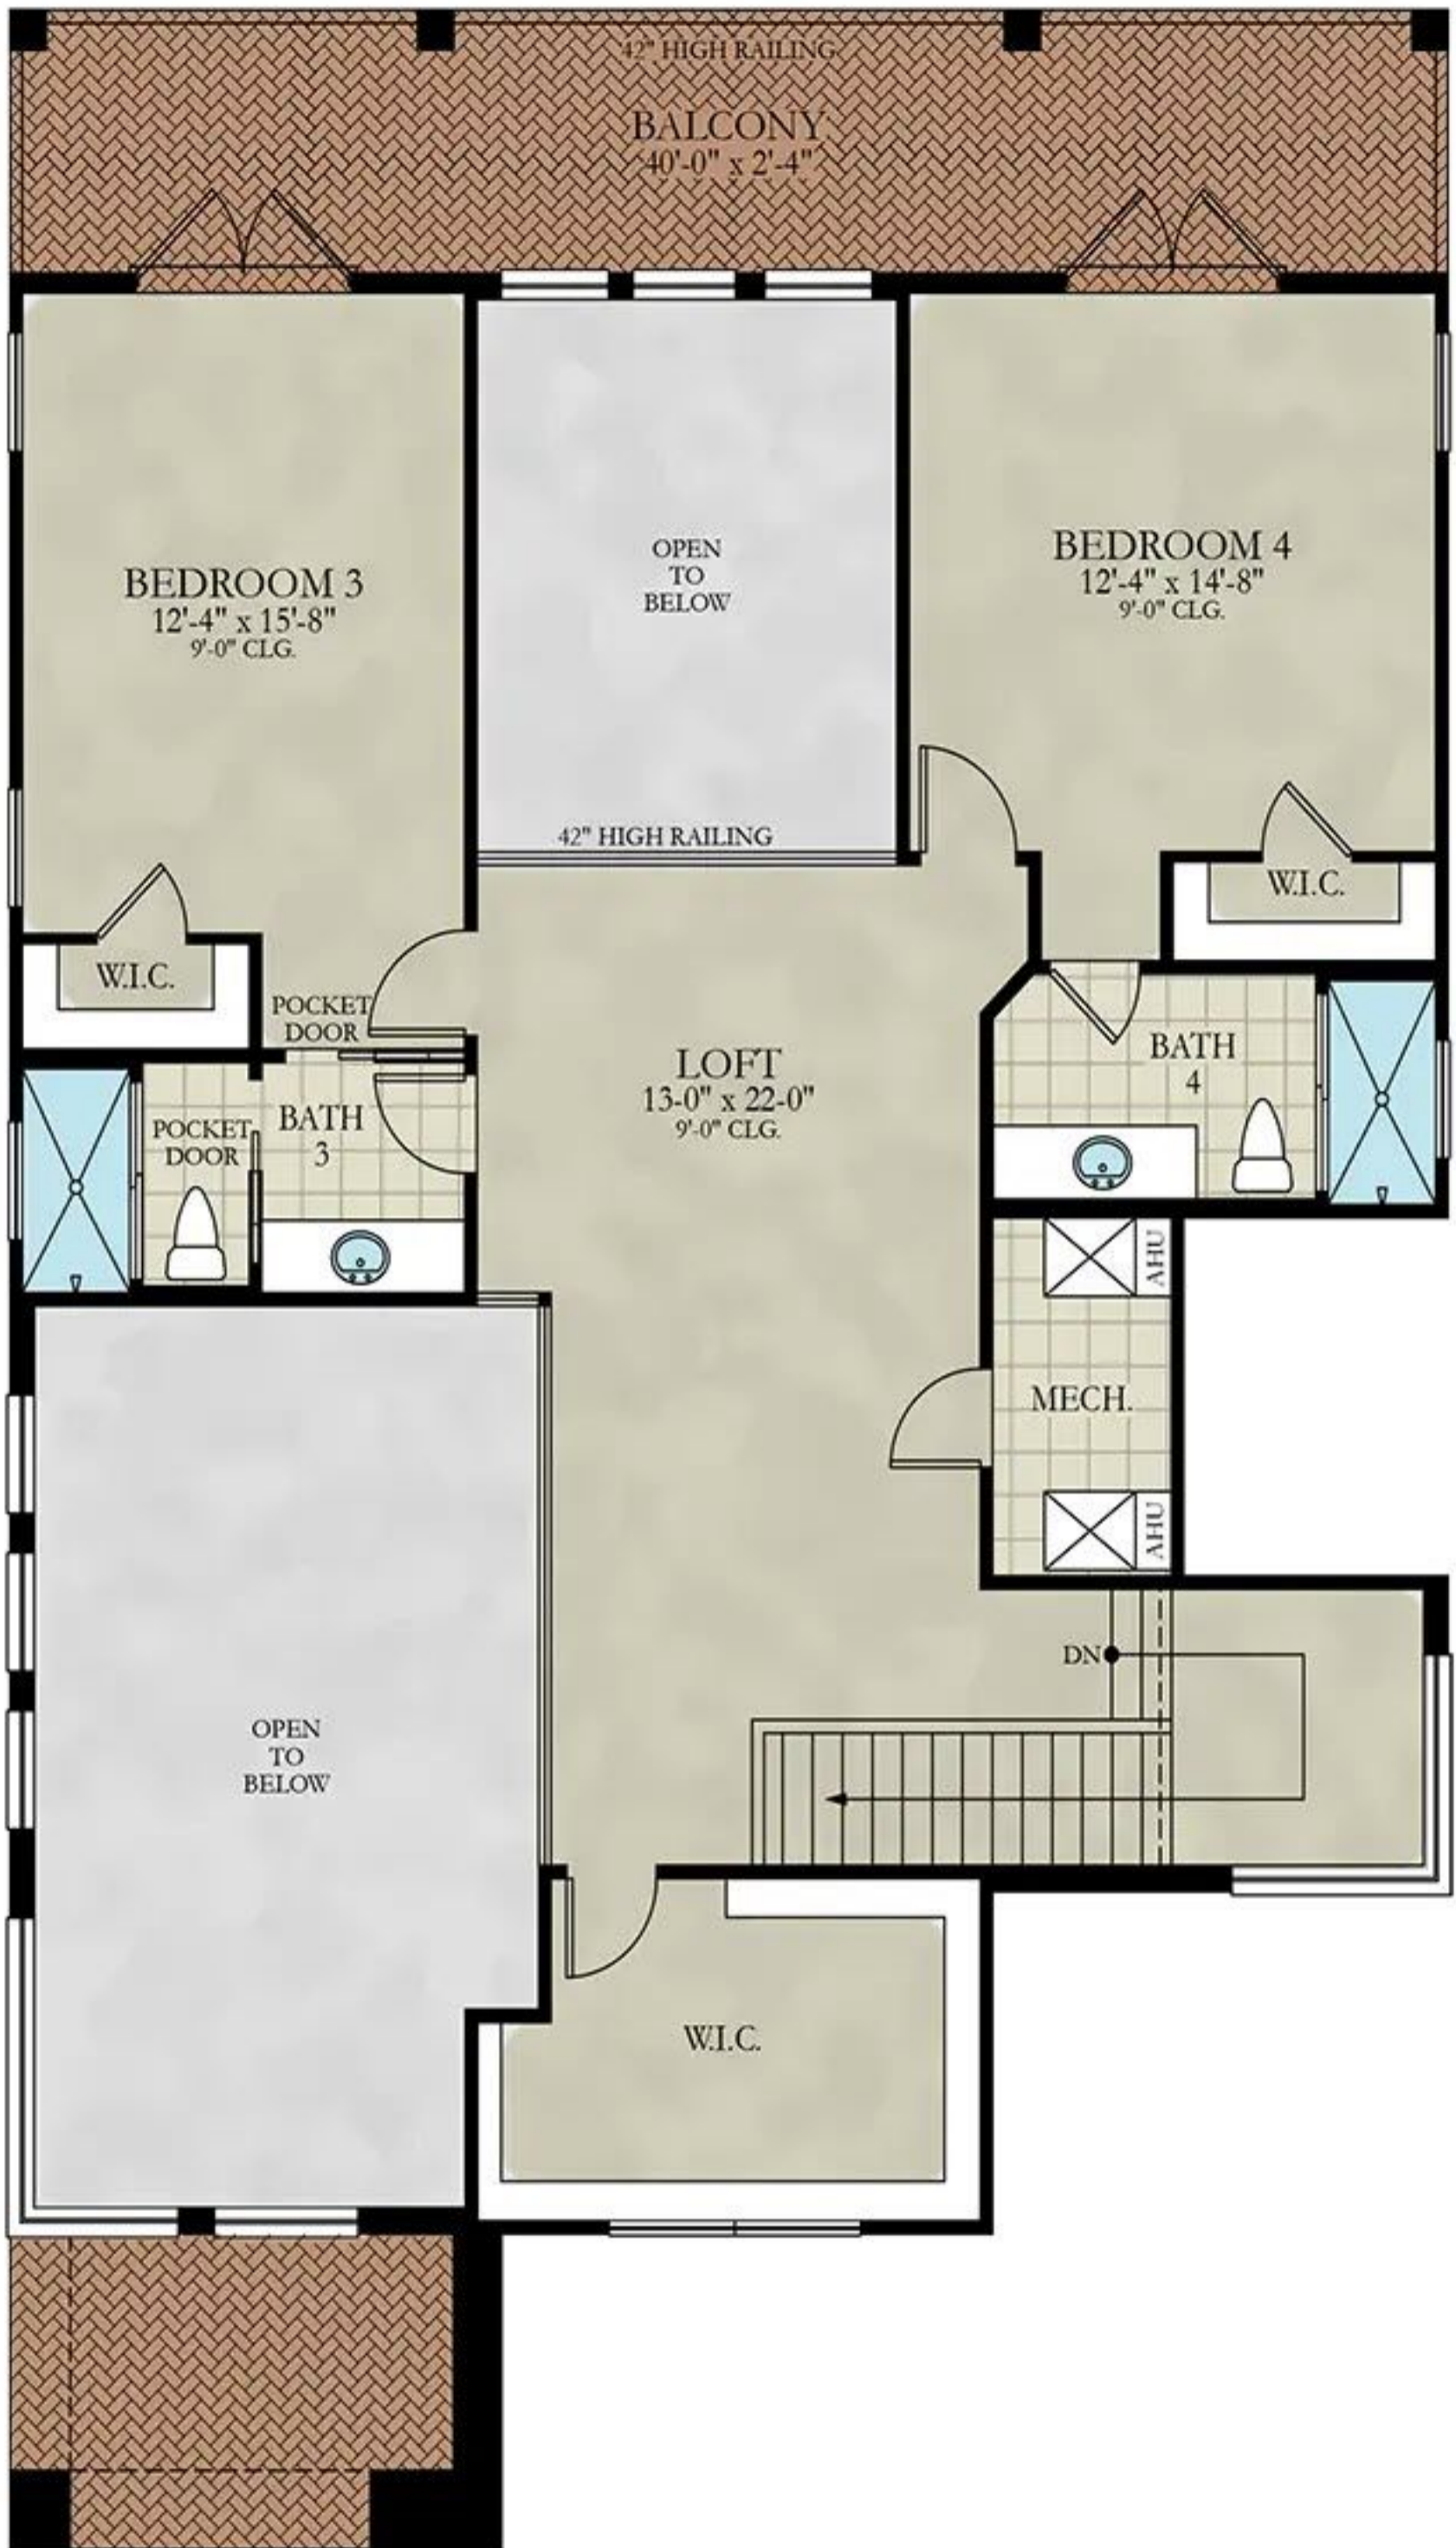 42" HIGH RAILING
BALCONY
40'-0" x 2'-4"
BEDROOM 3
12'-4" x 15'-8"
9'-0" CLG.
OPEN
TO
BELOW
42" HIGH RAILING
BEDROOM 4
12'-4" x 14'-8"
9'-0" CLG.
W.I.C.
W.I.C.
POCKET
DOOR
BATH
3
POCKET
DOOR
LOFT
13-0" x 22-0"
9'-0" CLG.
BATH
4
AHU
MECH.
AHU
DN
OPEN
TO
BELOW
W.I.C.